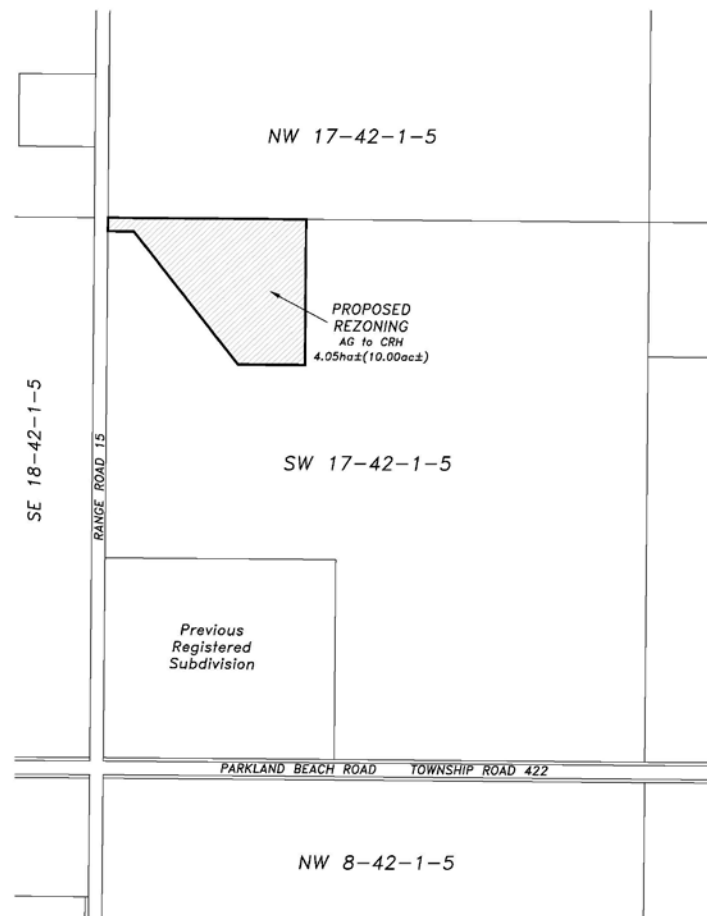 NW 17-42-1-5
PROPOSED
REZONING
AG to CRH
4.05ha±(10.00ac±)
SE 18-42-1-5
RANGE ROAD 15
SW 17-42-1-5
Previous
Registered
Subdivision
PARKLAND BEACH ROAD TOWNSHIP ROAD 422
NW 8-42-1-5